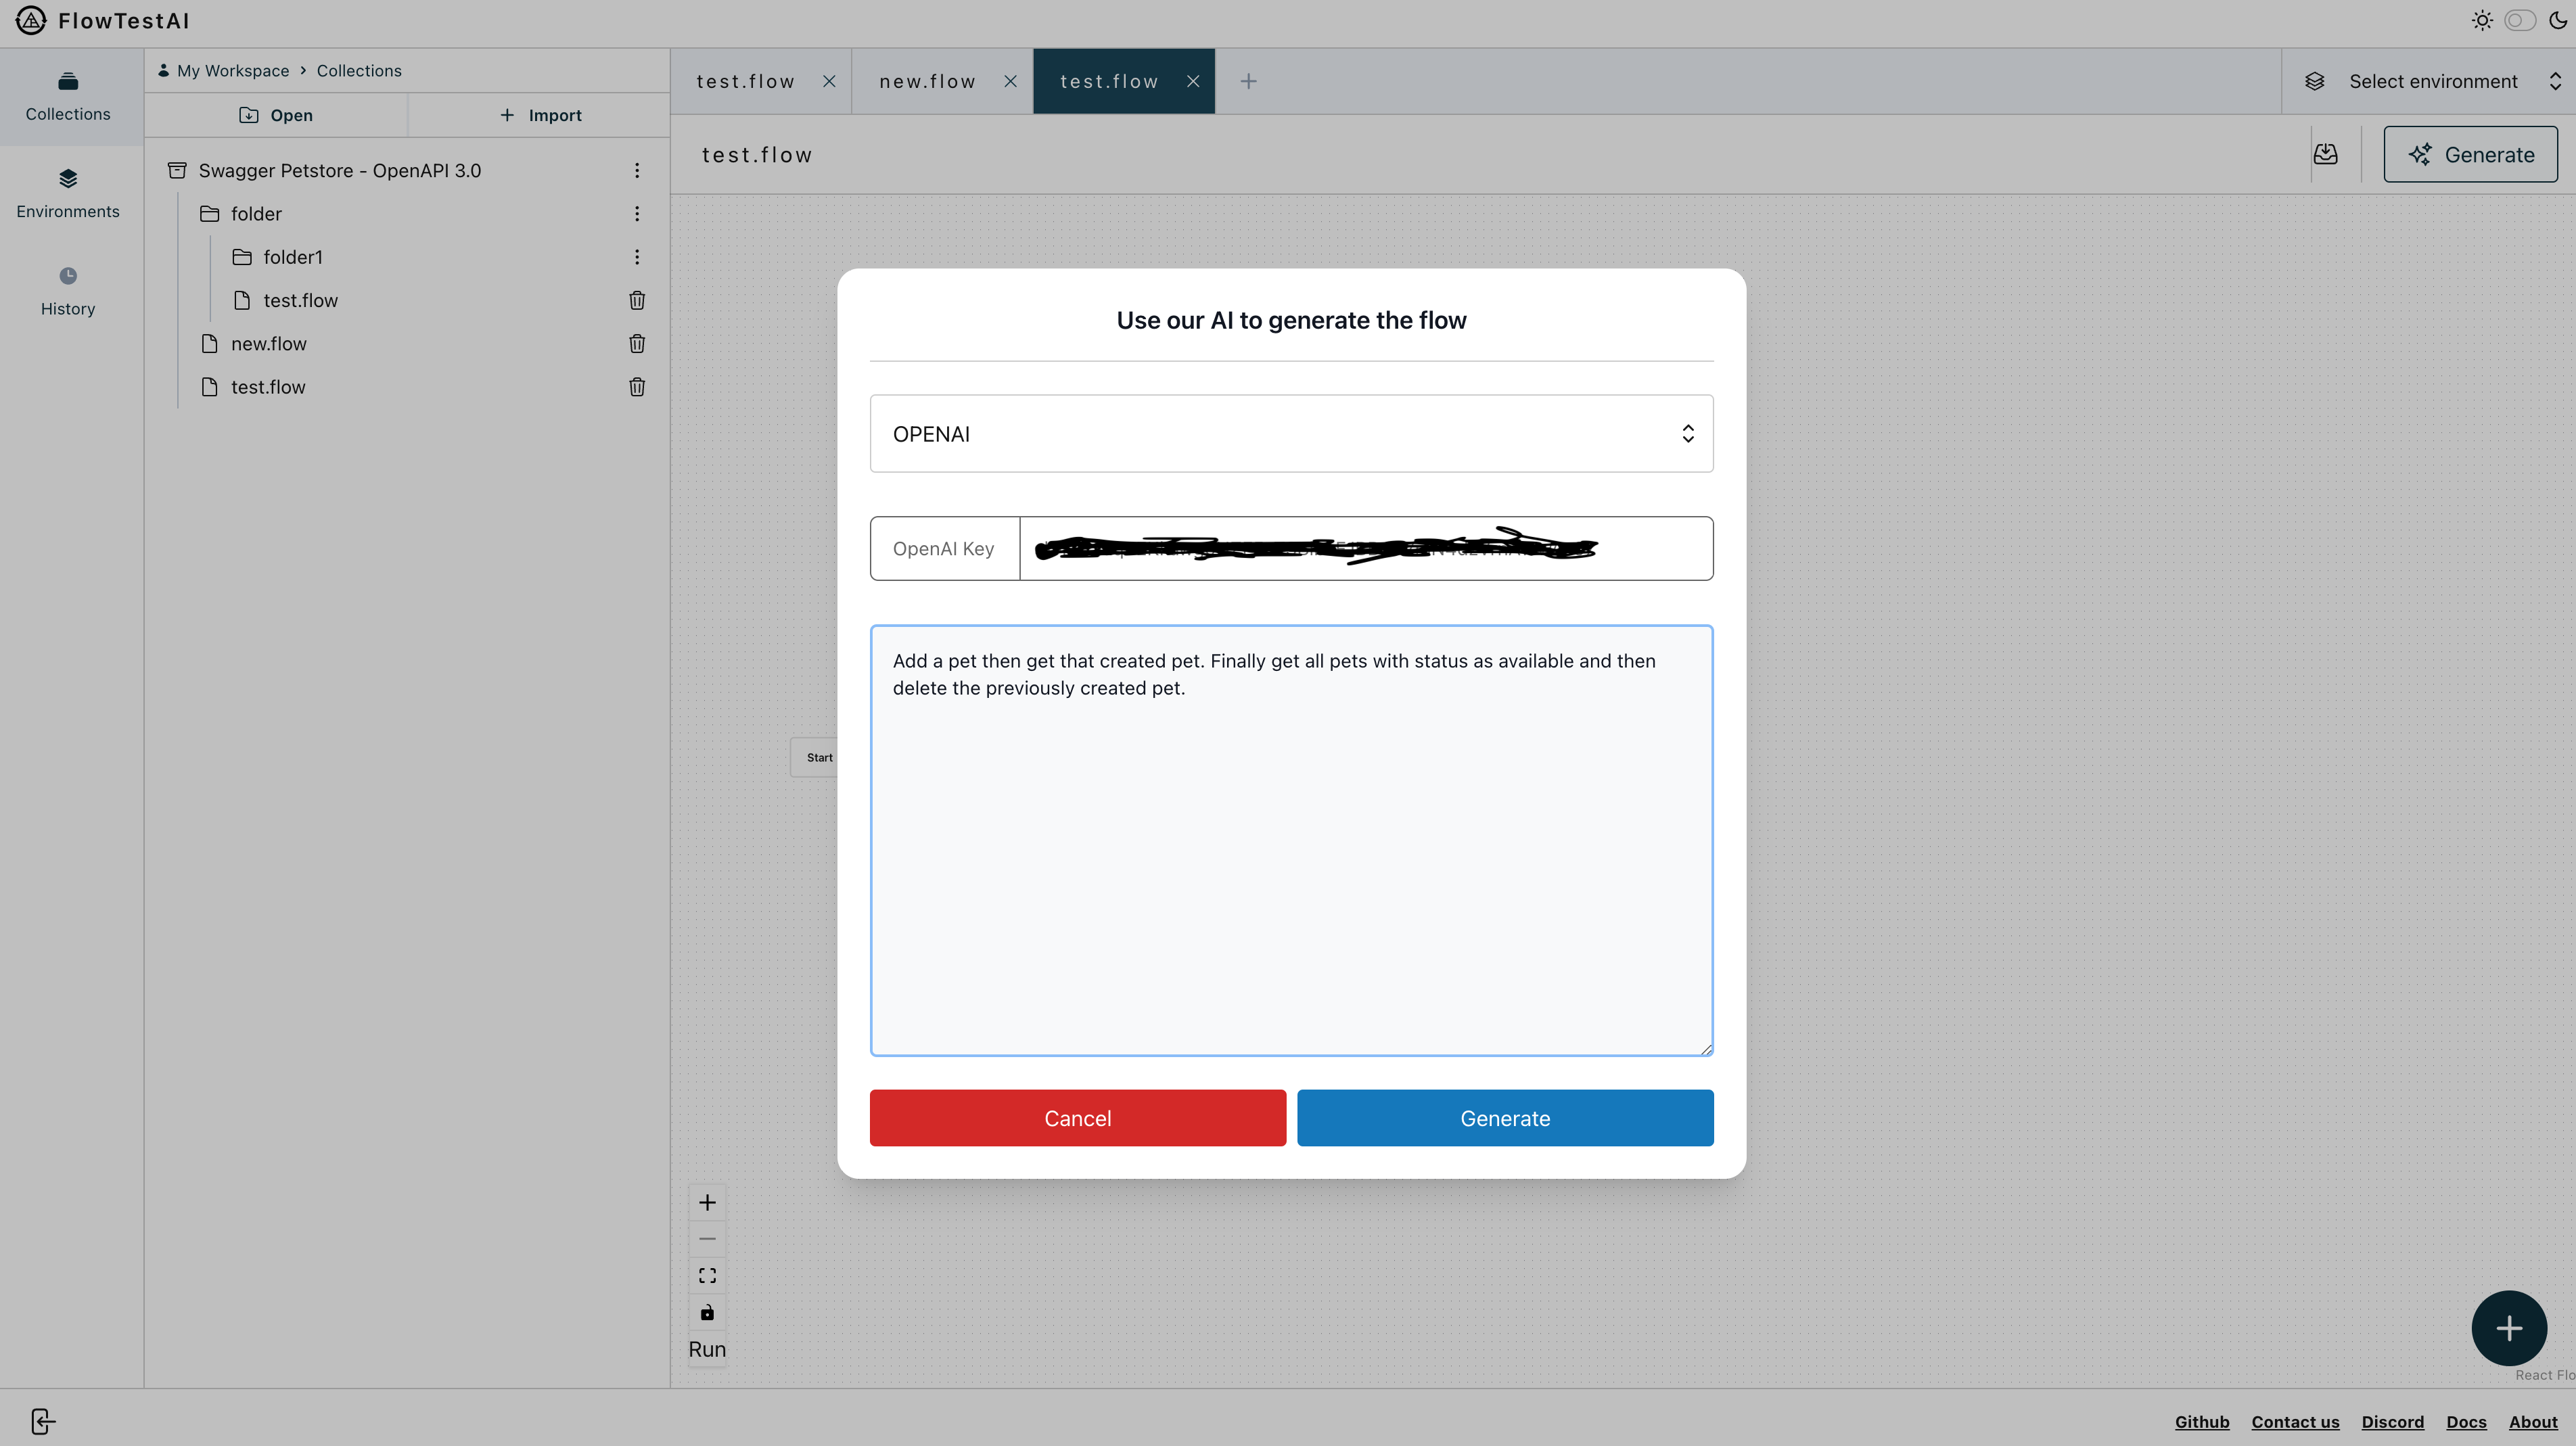 FlowTestAI
Collections
Environments
History
My Workspace › Collections
Open
Import
Swagger Petstore - OpenAPI 3.0
folder
folder1
test.flow
new.flow
test.flow
test.flow
new.flow
test.flow
Select environment
test.flow
Generate
Start
Use our AI to generate the flow
OPENAI
OpenAI Key
Add a pet then get that created pet. Finally get all pets with status as available and then
delete the previously created pet.
Cancel
Generate
Run
React Flo
Github
Contact us
Discord
Docs
About